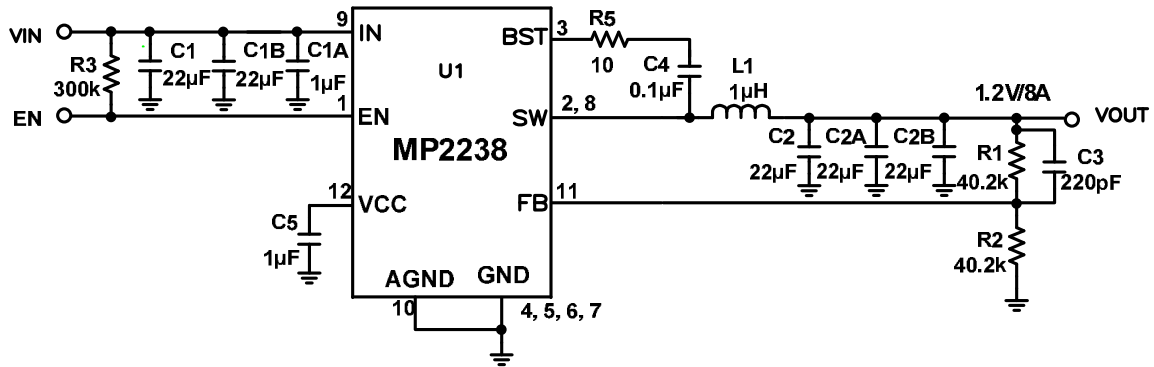 VIN
9
IN
R3
300k
C1
22µF
C1B
22µF
C1A
1µF
EN
1
EN
U1
MP2238
BST
3
R5
10
C4
0.1µF
SW
2, 8
L1
1µH
1.2V/8A
VOUT
C2
22µF
C2A
22µF
C2B
22µF
R1
40.2k
C3
220pF
12
VCC
C5
1µF
FB
11
R2
40.2k
AGND
10
GND
4, 5, 6, 7